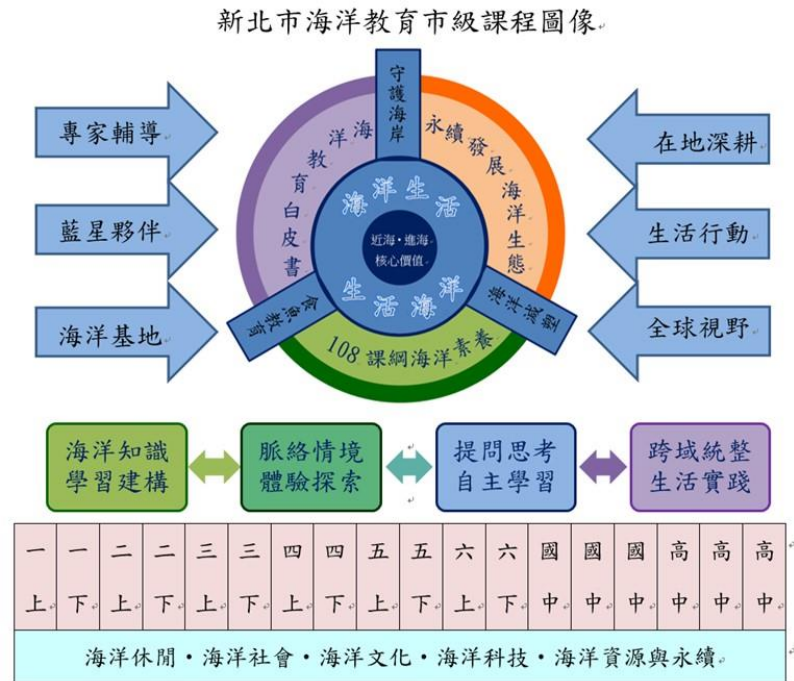 新北市海洋教育市級課程圖像
守護海岸
海洋教育白皮書
永續發展海洋生態
專家輔導
藍星夥伴
海洋基地
在地深耕
生活行動
全球視野
海洋生活
近海·進海
核心價值
生活海洋
食魚教育
海洋減塑
108課綱海洋素養
海洋知識
學習建構
脈絡情境
體驗探索
提問思考
自主學習
跨域統整
生活實踐
一上
一下
二上
二下
三上
三下
四上
四下
五上
五下
六上
六下
國中
國中
國中
高中
高中
高中
海洋休閒·海洋社會·海洋文化·海洋科技·海洋資源與永續